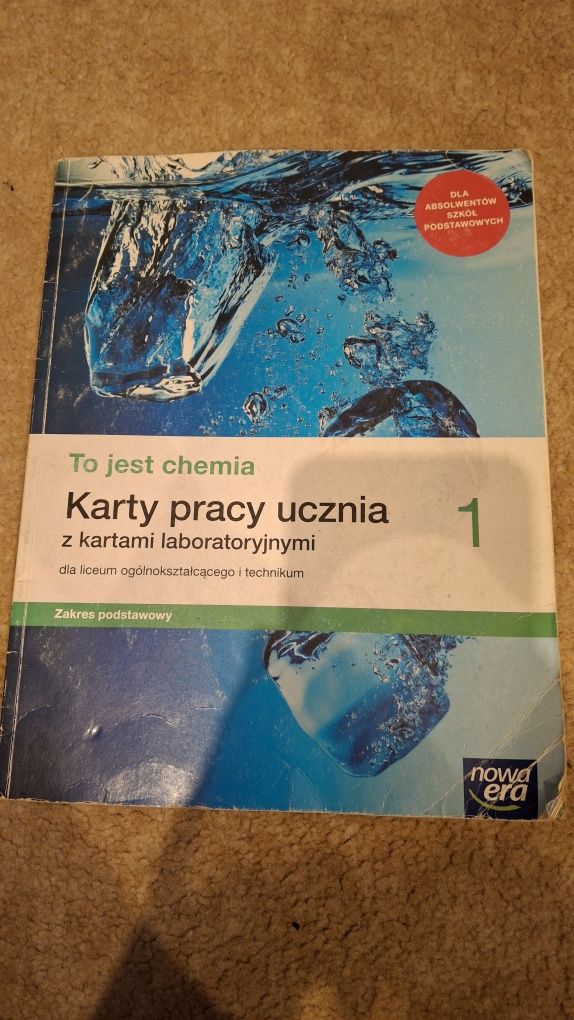 DLA
ABSOLWENTÓW
SZKÓŁ
PODSTAWOWYCH
To jest chemia
Karty pracy ucznia
1
z kartami laboratoryjnymi
dla liceum ogólnokształcącego i technikum
Zakres podstawowy
nowa
era